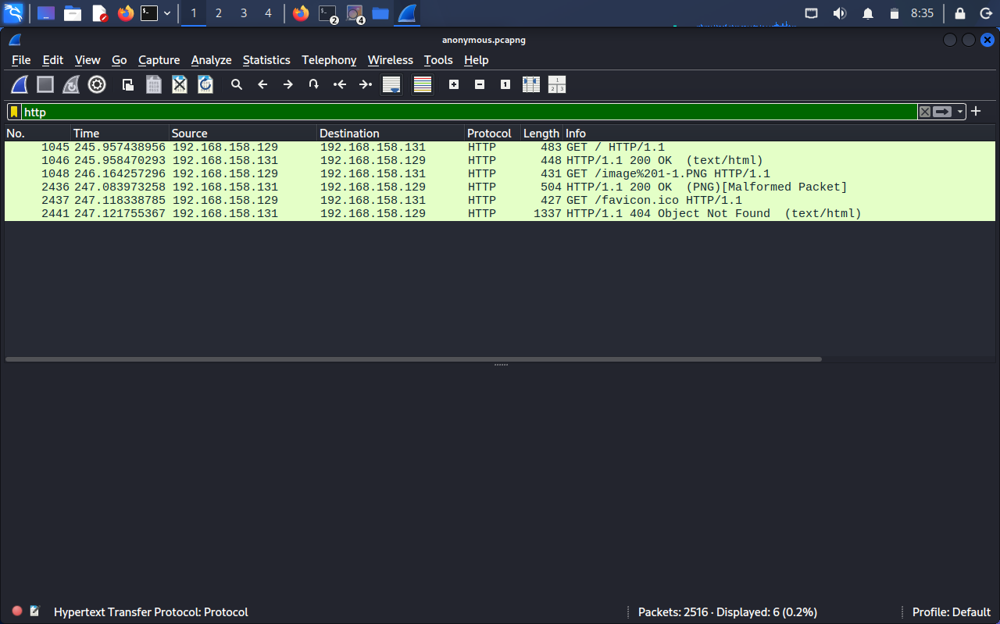 1 2 3 4 2 4 8:35
anonymous.pcapng
File Edit View Go Capture Analyze Statistics Telephony Wireless Tools Help
http
No. Time Source Destination Protocol Length Info
1045 245.957438956 192.168.158.129 192.168.158.131 HTTP 483 GET / HTTP/1.1
1046 245.958470293 192.168.158.131 192.168.158.129 HTTP 448 HTTP/1.1 200 OK (text/html)
1048 246.164257296 192.168.158.129 192.168.158.131 HTTP 431 GET /image%201-1.PNG HTTP/1.1
2436 247.083973258 192.168.158.131 192.168.158.129 HTTP 504 HTTP/1.1 200 OK (PNG)[Malformed Packet]
2437 247.118338785 192.168.158.129 192.168.158.131 HTTP 427 GET /favicon.ico HTTP/1.1
2441 247.121755367 192.168.158.131 192.168.158.129 HTTP 1337 HTTP/1.1 404 Object Not Found (text/html)
Hypertext Transfer Protocol: Protocol Packets: 2516 · Displayed: 6 (0.2%) Profile: Default